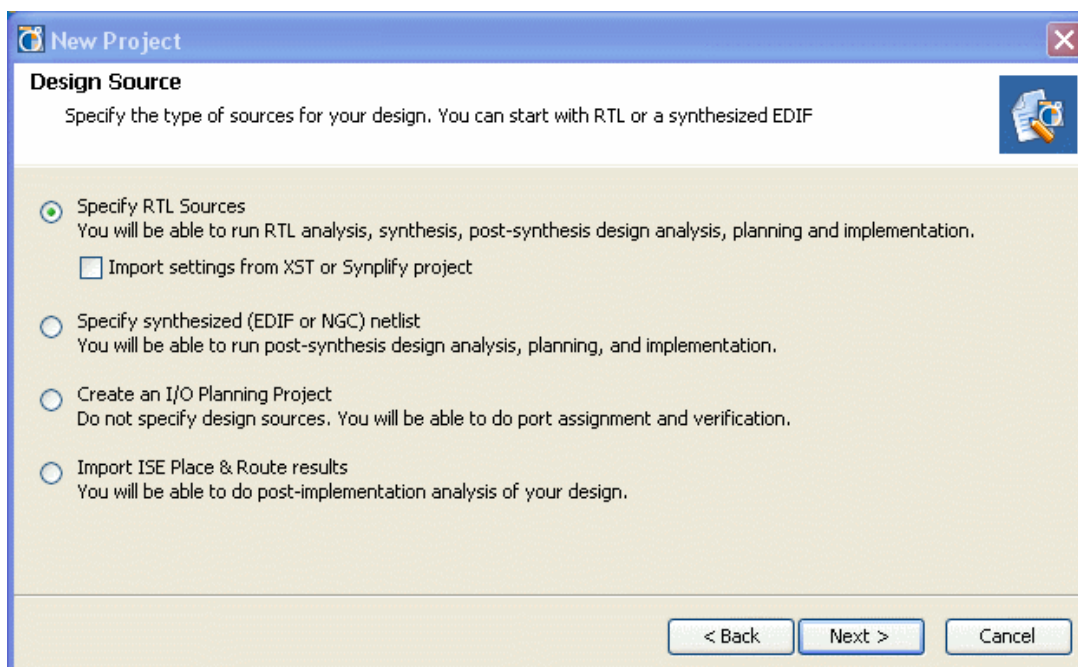 New Project
Design Source
Specify the type of sources for your design. You can start with RTL or a synthesized EDIF
Specify RTL Sources
You will be able to run RTL analysis, synthesis, post-synthesis design analysis, planning and implementation.
Import settings from XST or Synplify project
Specify synthesized (EDIF or NGC) netlist
You will be able to run post-synthesis design analysis, planning, and implementation.
Create an I/O Planning Project
Do not specify design sources. You will be able to do port assignment and verification.
Import ISE Place & Route results
You will be able to do post-implementation analysis of your design.
< Back Next > Cancel